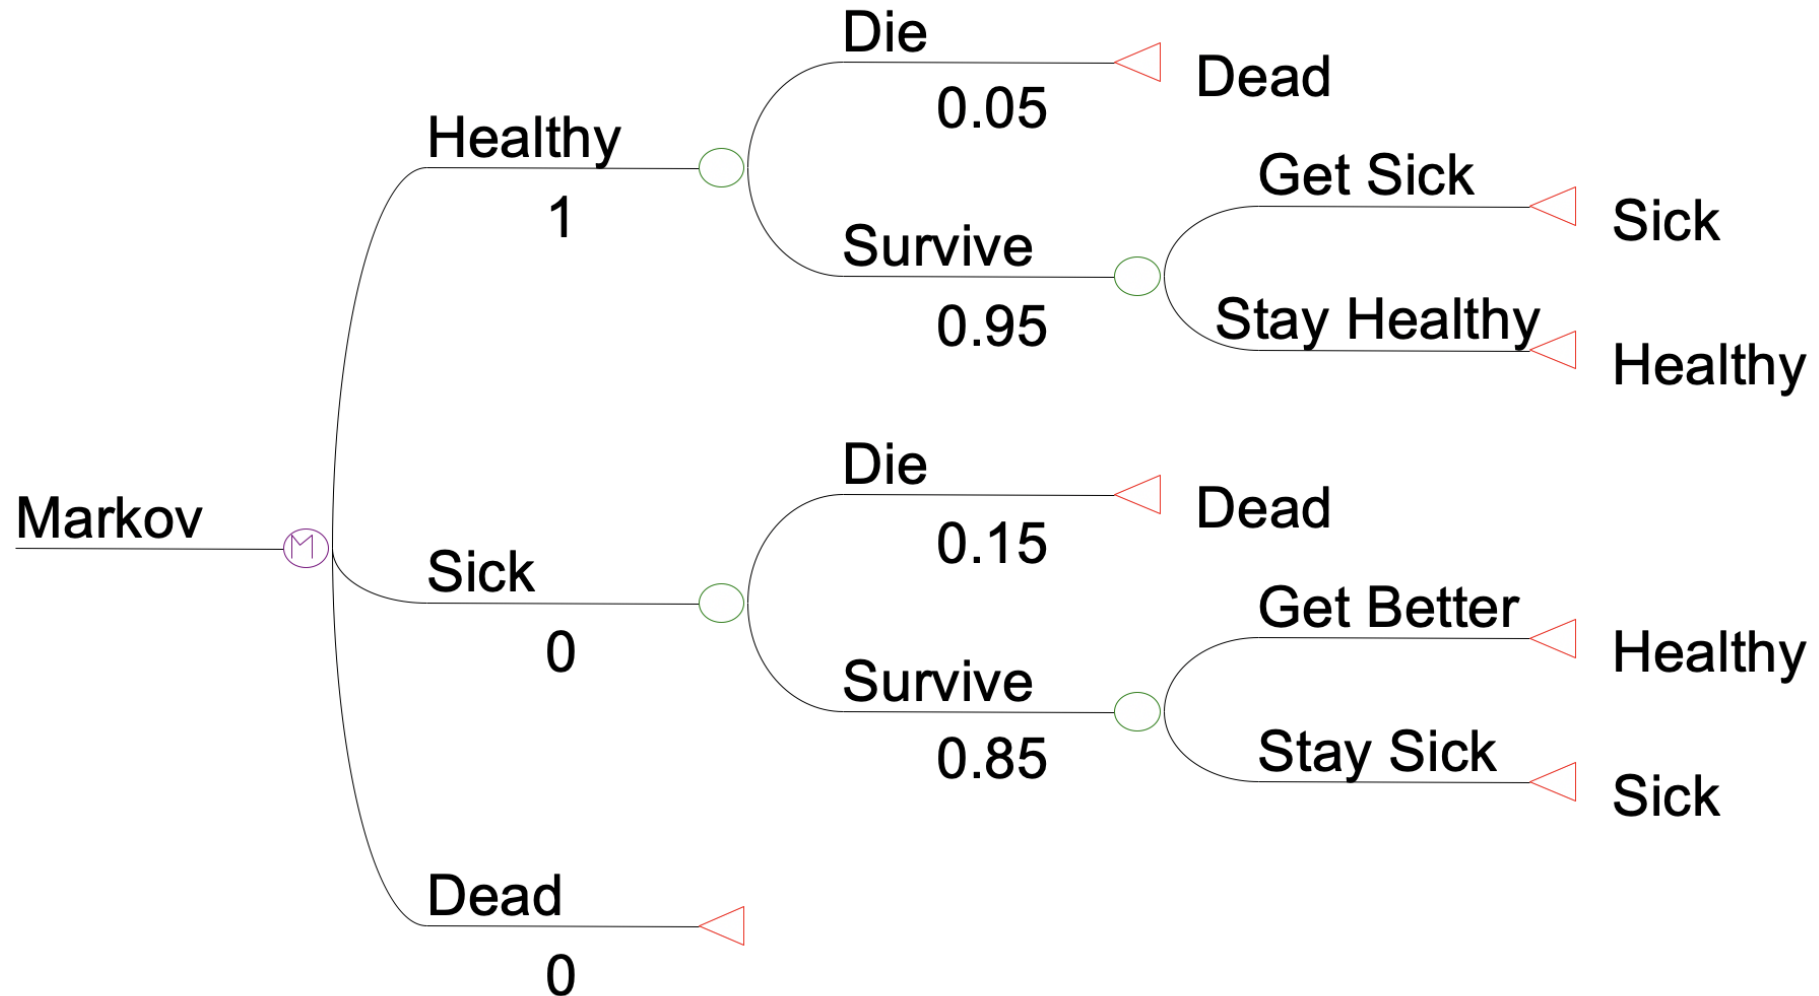 Die
Dead
0.05
Healthy
1
Get Sick
Sick
Survive
0.95
Stay Healthy
Healthy
Markov
M
Die
Dead
0.15
Sick
0
Get Better
Healthy
Survive
0.85
Stay Sick
Sick
Dead
0